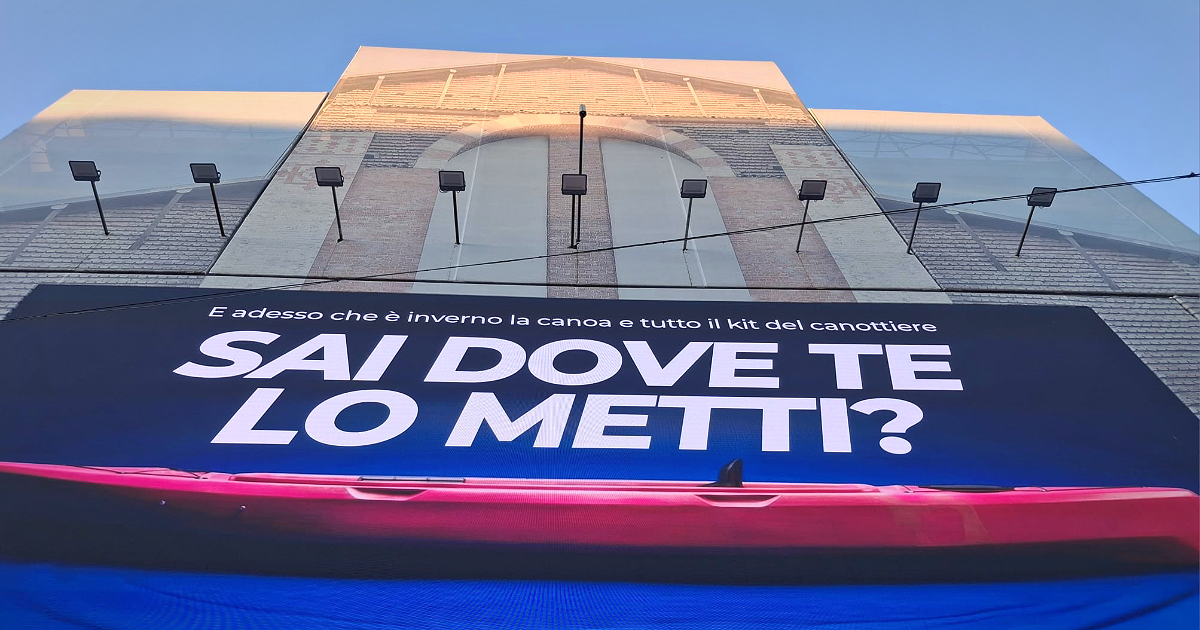 E adesso che è inverno la canoa e tutto il kit del canottiere
SAI DOVE TE
LO METTI?